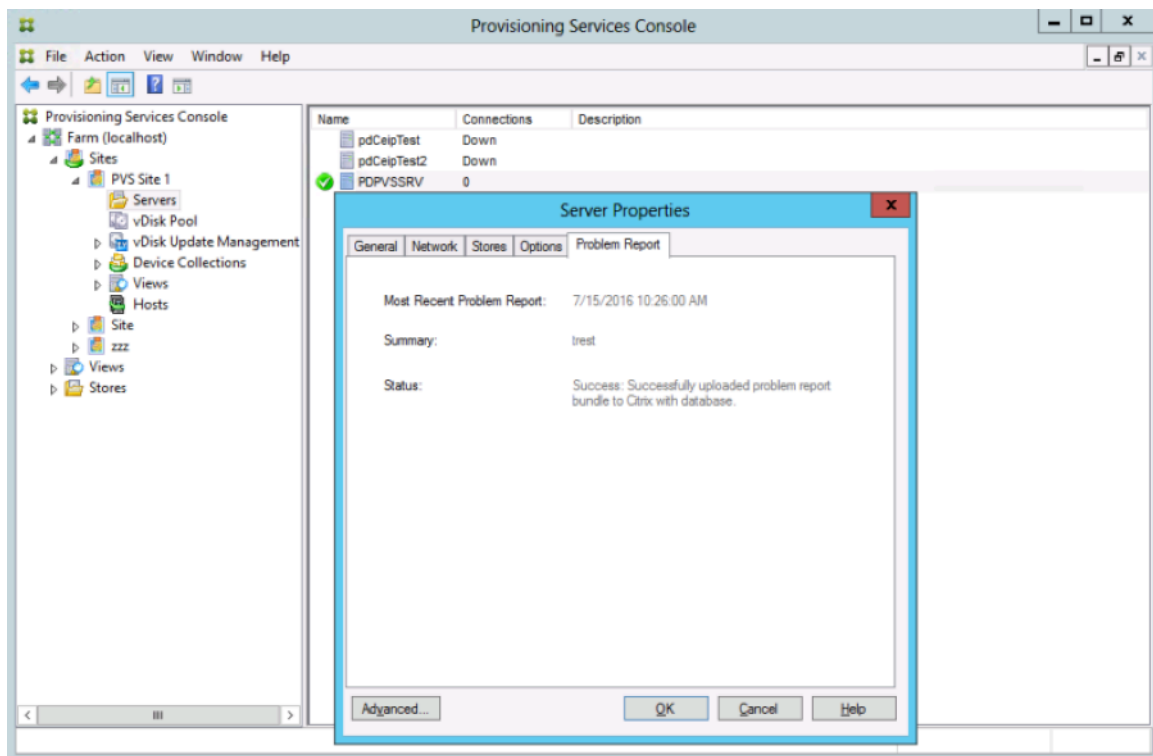 Provisioning Services Console
File Action View Window Help
Provisioning Services Console
Farm (localhost)
Sites
PVS Site 1
Servers
vDisk Pool
vDisk Update Management
Device Collections
Views
Hosts
Site
zzz
Views
Stores
Name Connections Description
pdCeipTest Down
pdCeipTest2 Down
PDPVSSRV 0
Server Properties
General Network Stores Options Problem Report
Most Recent Problem Report: 7/15/2016 10:26:00 AM
Summary: trest
Status: Success: Successfully uploaded problem report
bundle to Citrix with database.
Advanced... OK Cancel Help